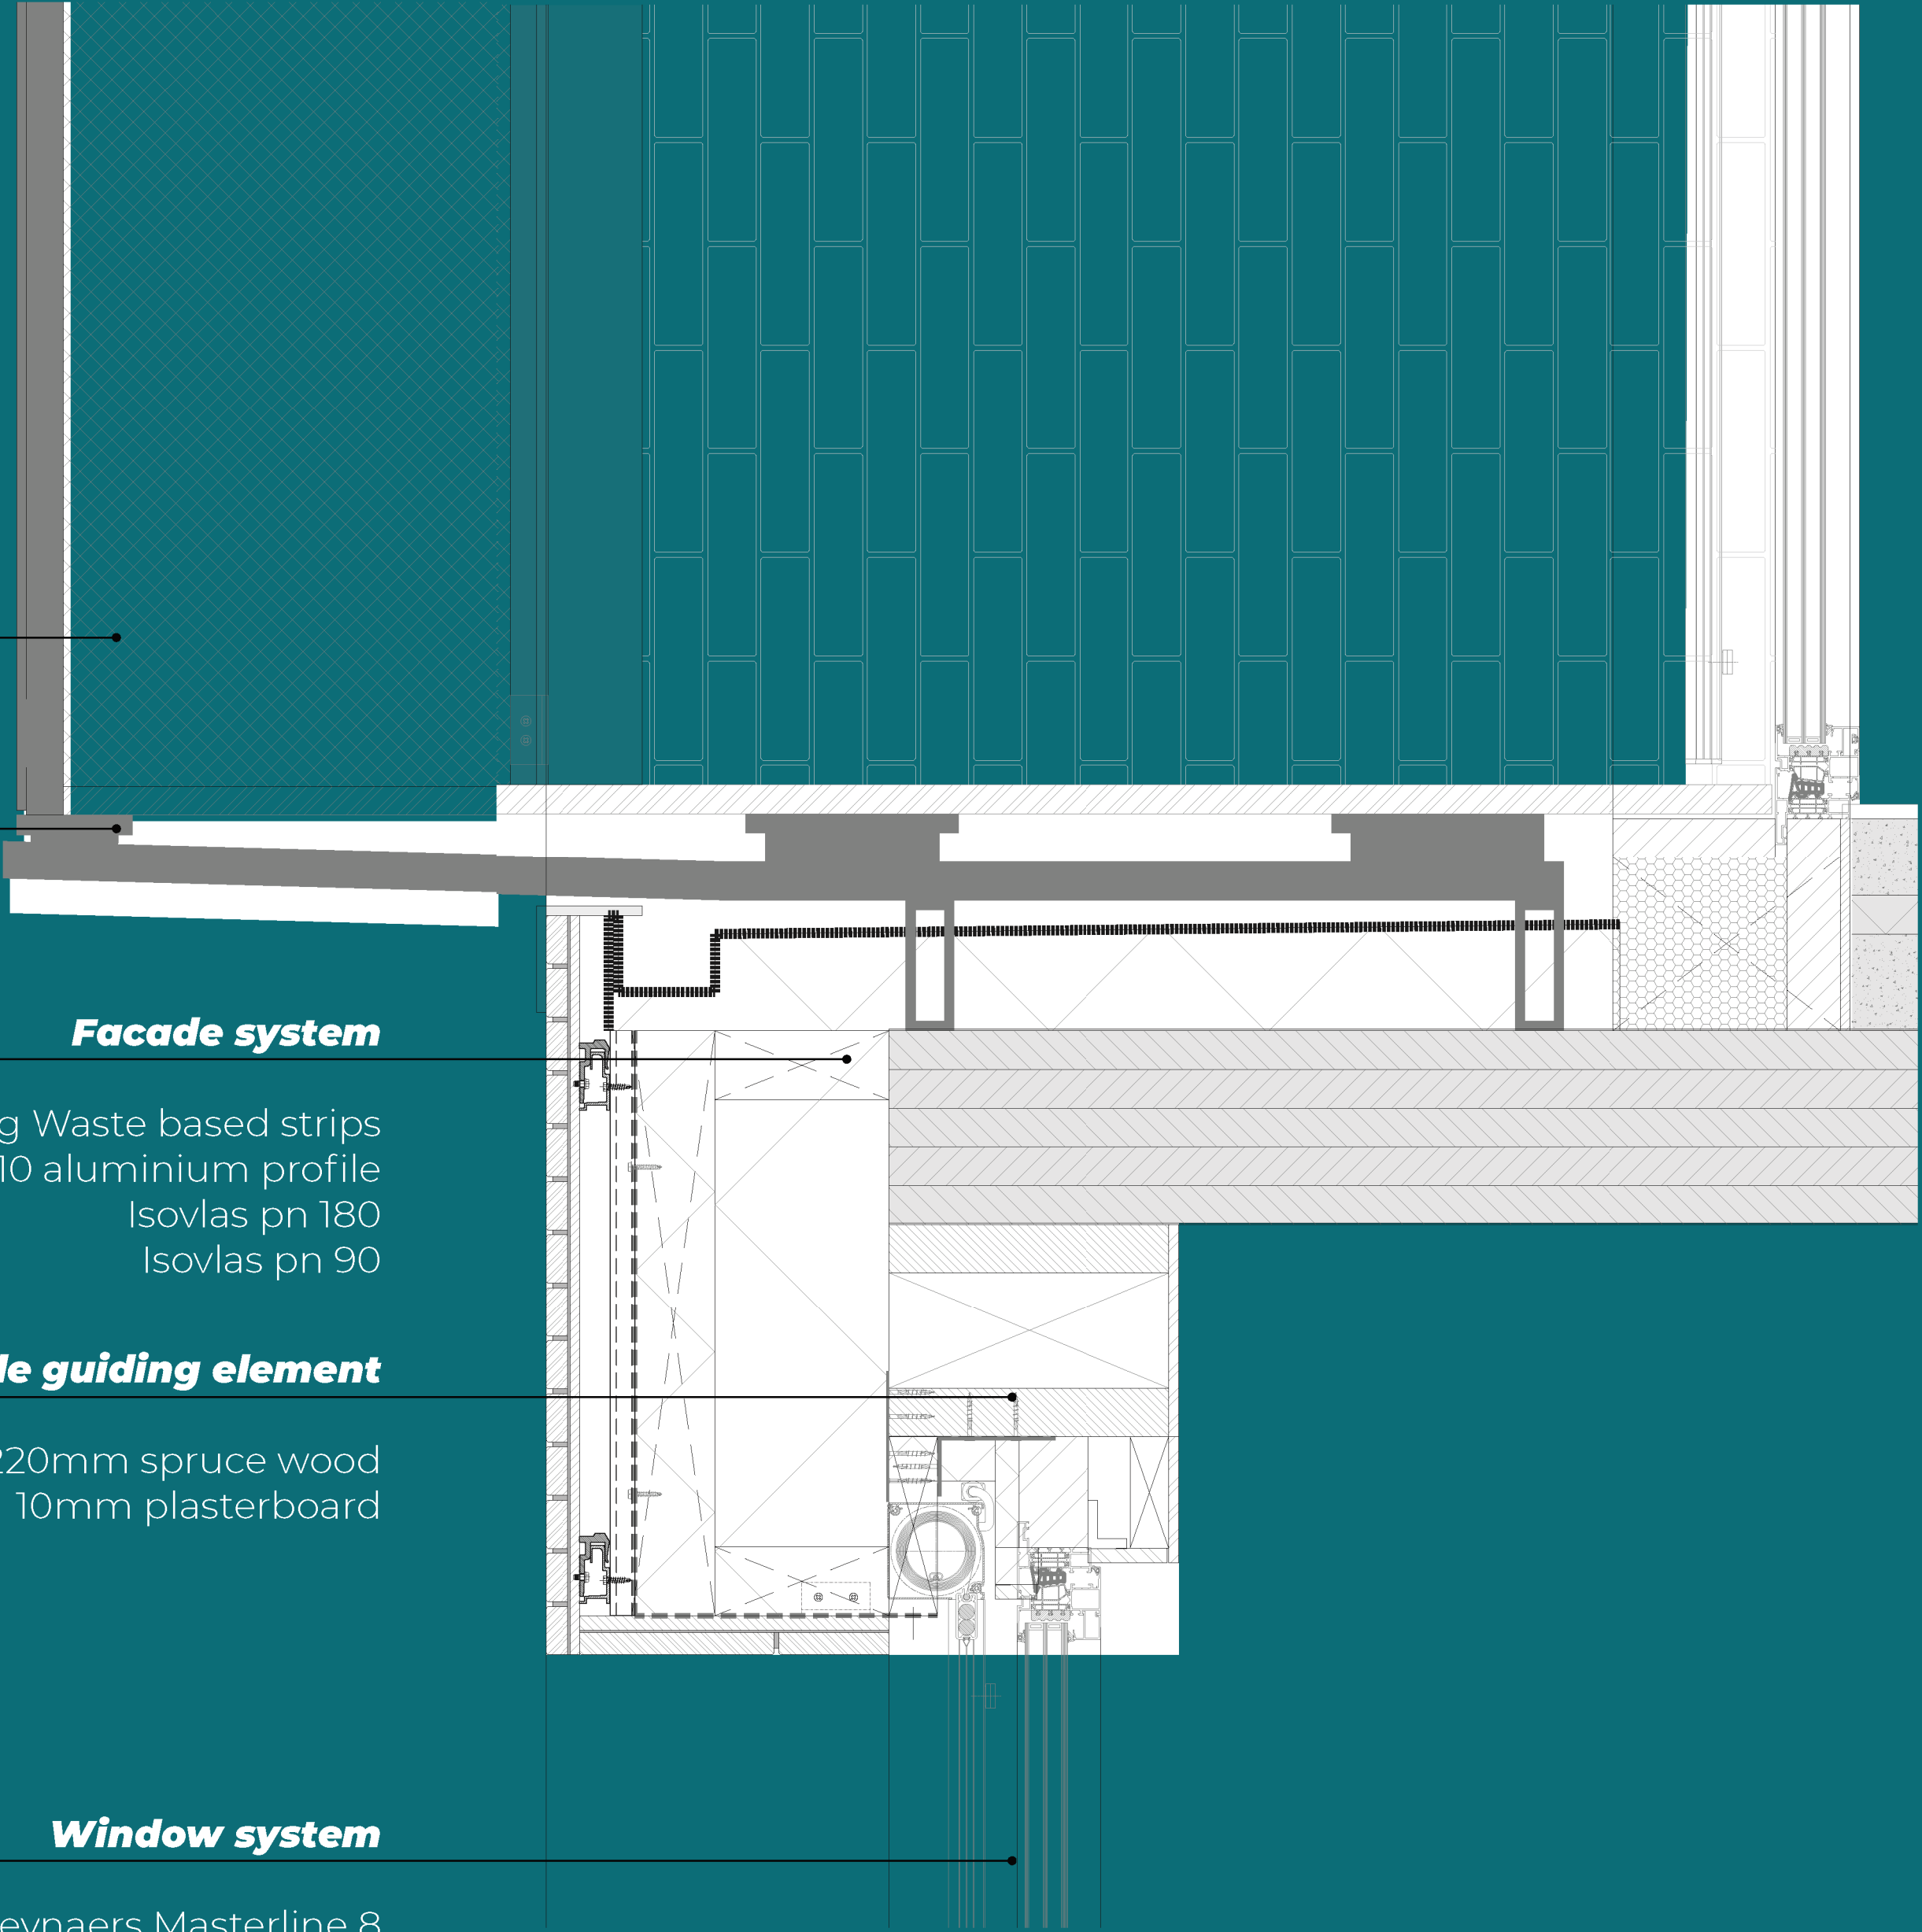 Facade system
g Waste based strips
10 aluminium profile
Isovlas pn 180
Isovlas pn 90
le guiding element
220mm spruce wood
10mm plasterboard
Window system
eynaers Masterline 8